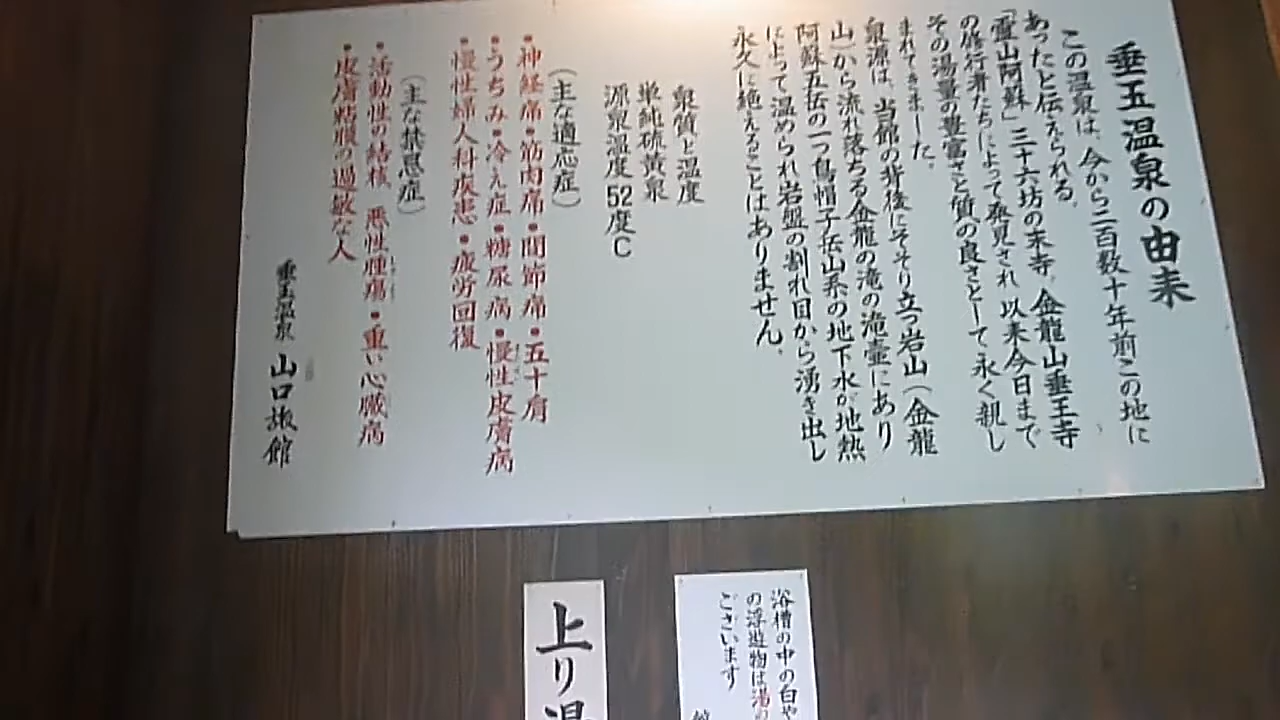 垂玉温泉の由来
この温泉は、今から二百数十年前この地に
あったと伝えられる。
「霊山阿蘇」三十六坊の末寺、金龍山垂玉寺
の修行者たちによって発見され、以来今日まで
その湯量の豊富さと質の良さとして、永く親し
まれてきました。
泉源は、当館の背後にそそり立つ岩山(金龍
山)から流れ落ちる金龍の滝の滝壷にあり
阿蘇五岳の一つ烏帽子岳山系の地下水が地熱
によって温められ岩盤の割れ目から湧き出し
永久に絶えることはありません。
泉質と温度
単純硫黄泉
源泉温度52度C
(主な適応症)
•神経痛•筋肉痛•関節痛•五十肩
•うちみ•冷え症•糖尿病•慢性皮膚病
•慢性婦人科疾患•疲労回復
(主な禁忌症)
•活動性の結核、悪性腫瘍•重い心臓病
•皮膚粘膜の過敏な人
垂玉温泉 山口旅館
上り湯
浴槽の中の白や
の浮遊物は湯の
ございます